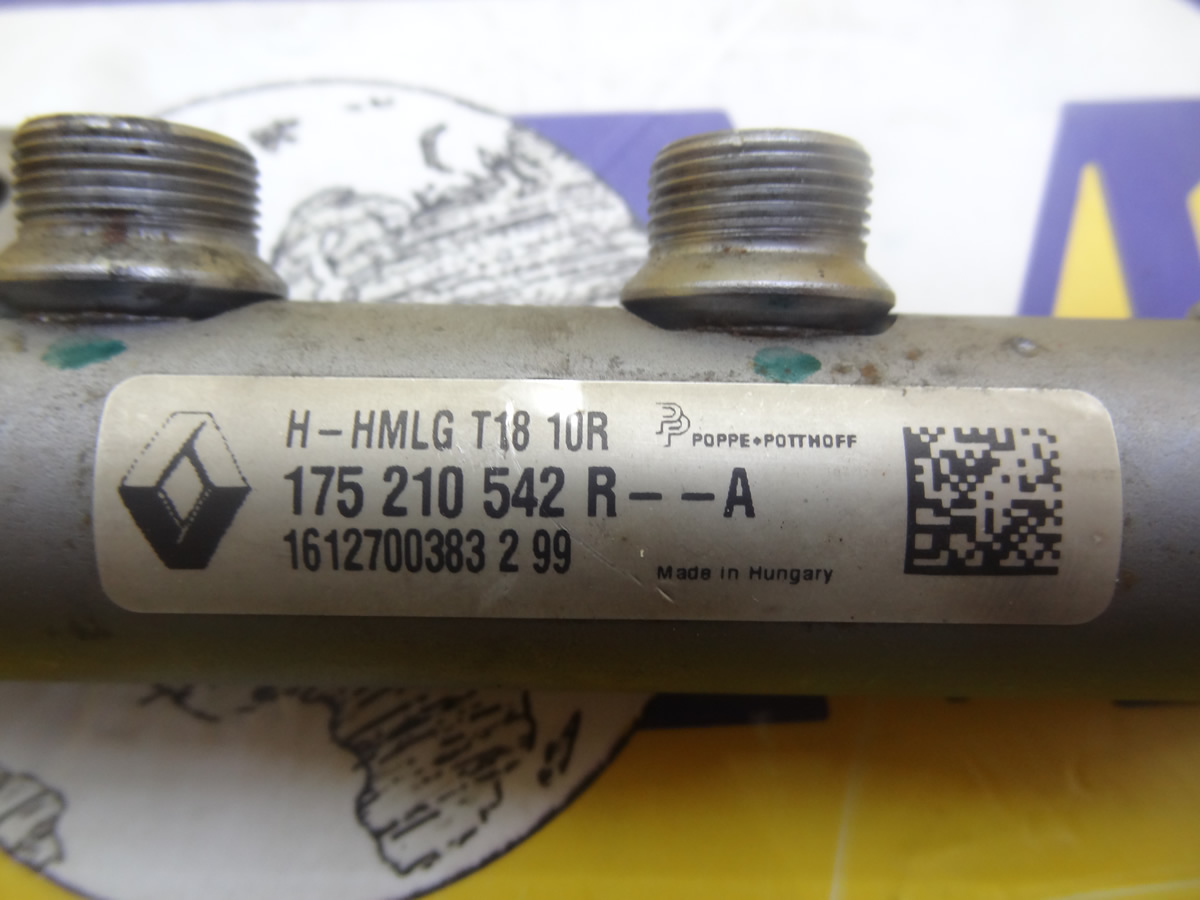 H-HMLG T18 10R
POPPE+POTTHOFF
175 210 542 R--A
1612700383 2 99
Made in Hungary